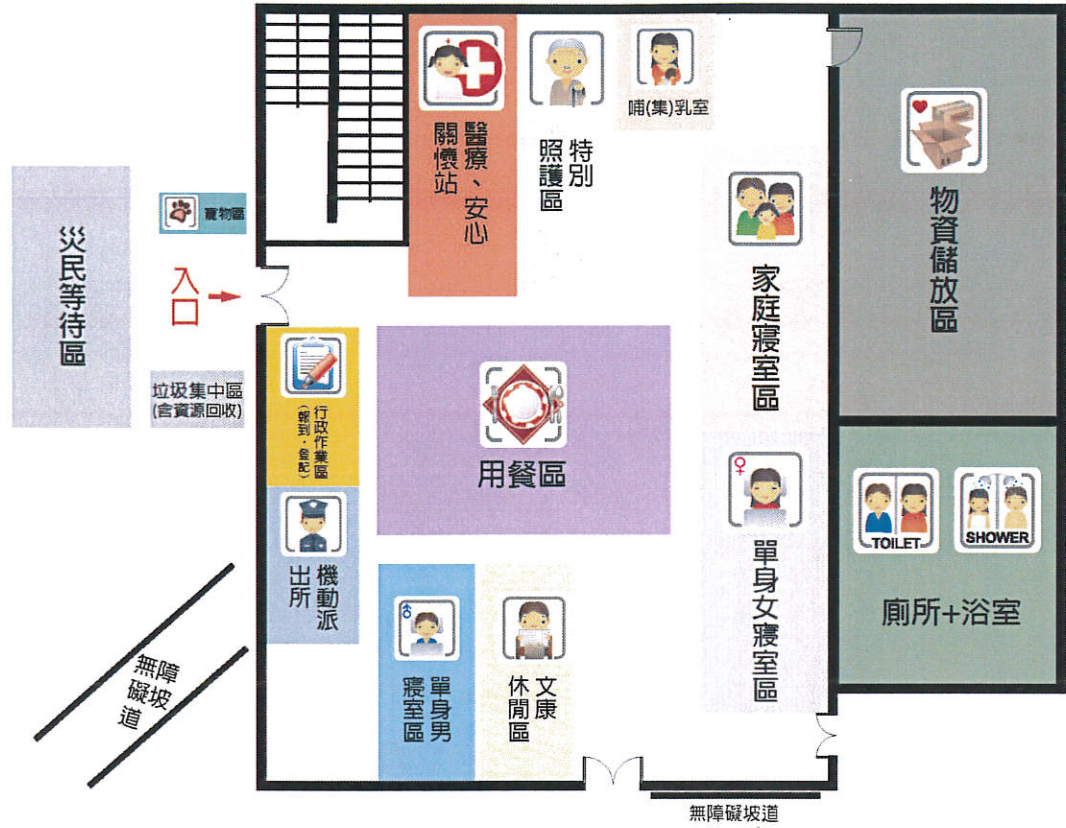 醫療、安心
關懷站
特別
照護區
哺(集)乳室
物資儲放區
家庭寢室區
災民等待區
寵物區
入口
垃圾集中區
(含資源回收)
行政作業區
(報到・登記)
用餐區
機動派
出所
單身男
寢室區
文康
休閒區
♀
單身女寢室區
TOILET
SHOWER
廁所+浴室
無障
礙坡
道
無障礙坡道